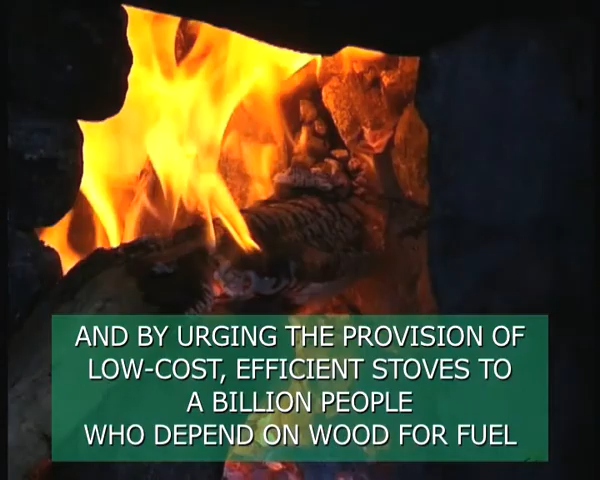 AND BY URGING THE PROVISION OF
LOW-COST, EFFICIENT STOVES TO
A BILLION PEOPLE
WHO DEPEND ON WOOD FOR FUEL